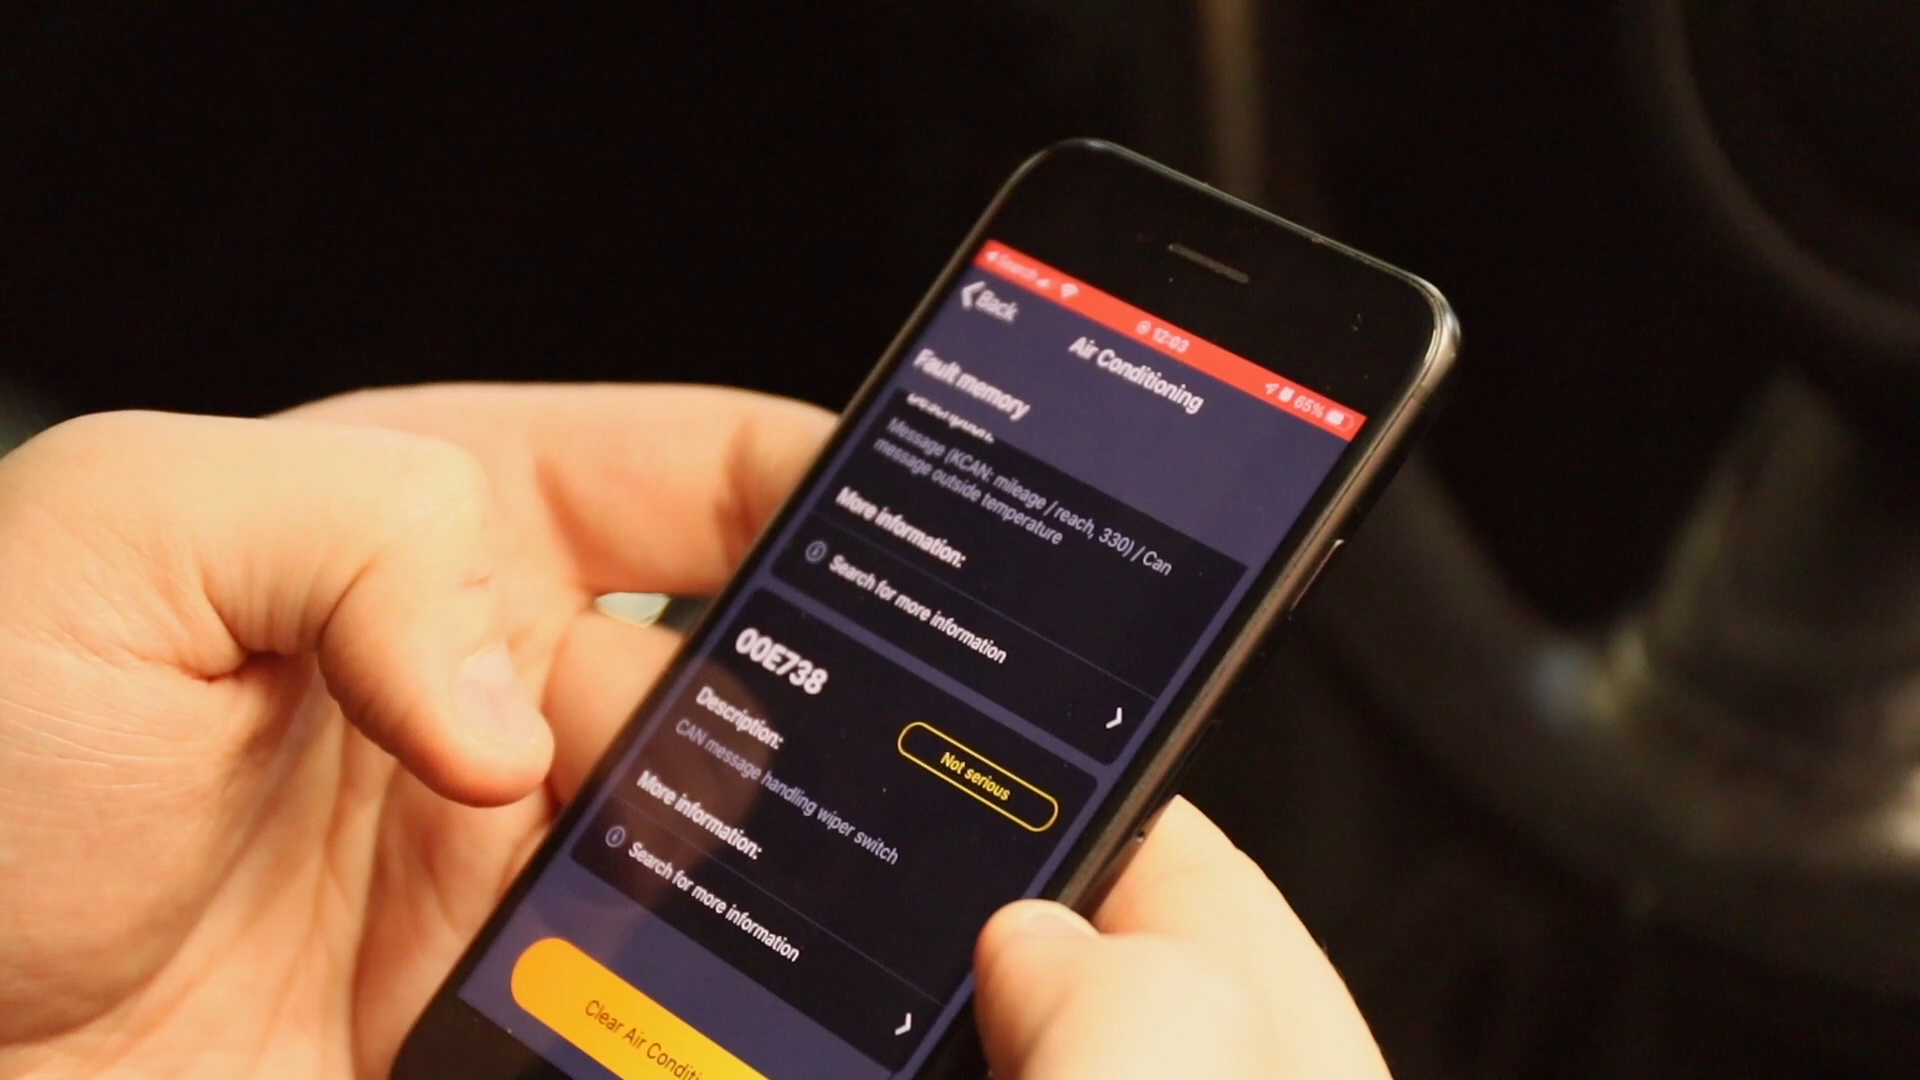 Search
12:03
65%
Back
Air Conditioning
Fault memory
Message (KCAN: mileage / reach, 330) / Can
message outside temperature
More information:
Search for more information
00E738
Not serious
Description:
CAN message handling wiper switch
More information:
Search for more information
Clear Air Conditi